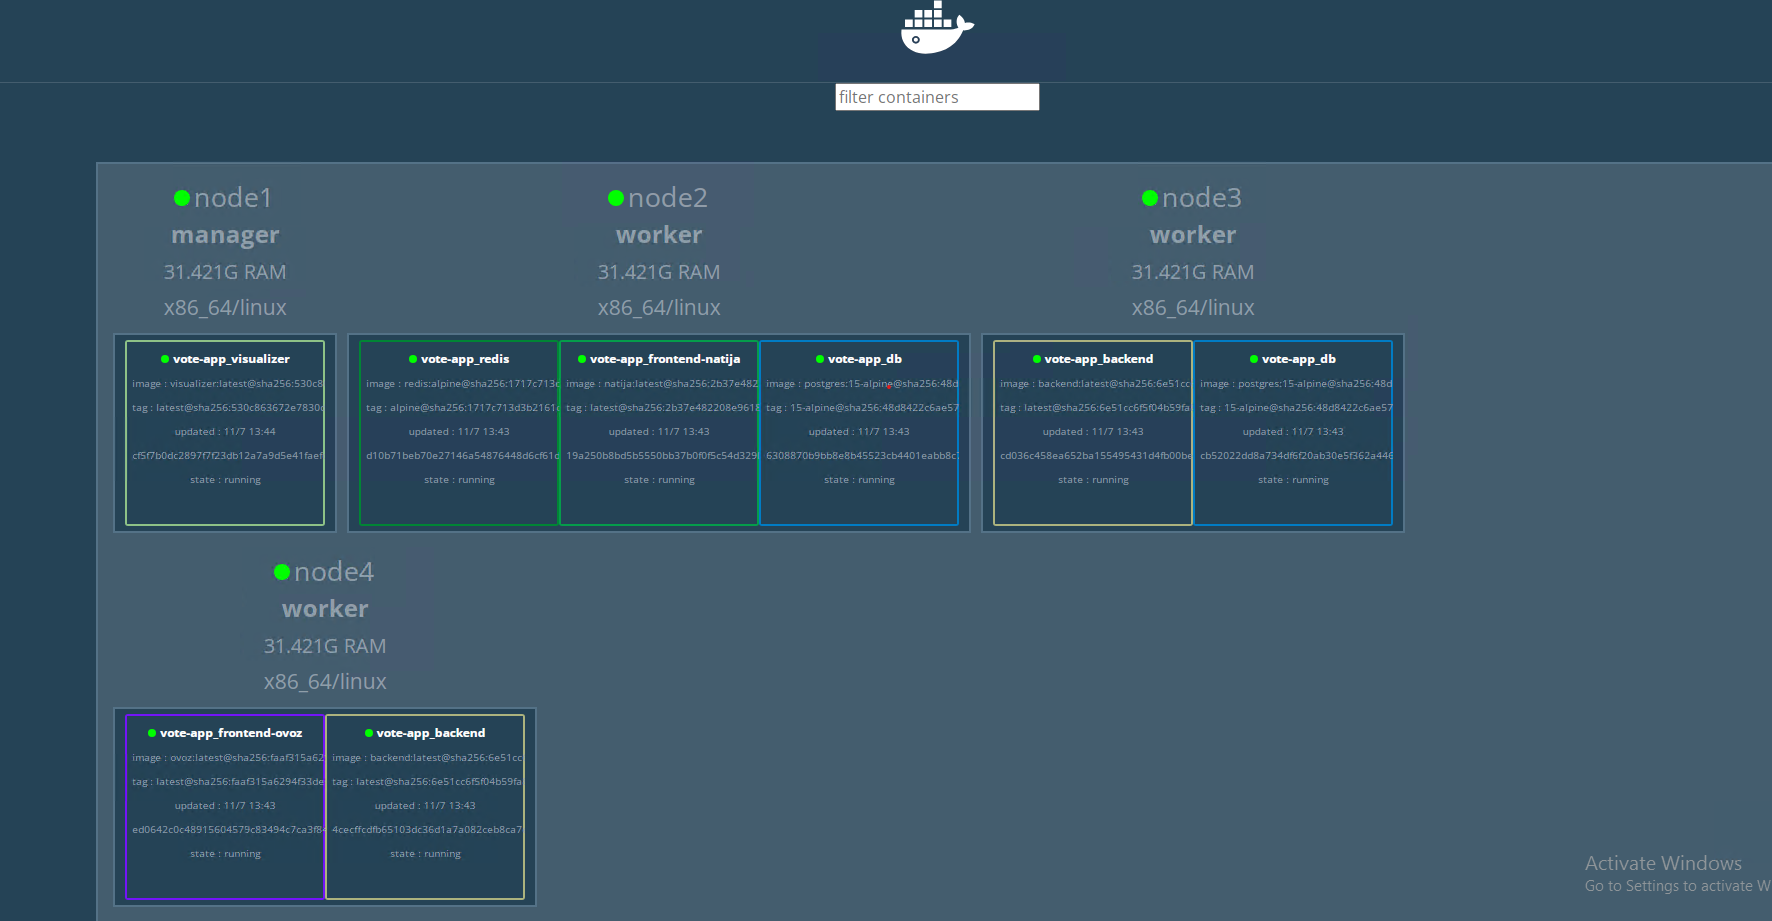 filter containers
node1
manager
31.421G RAM
x86_64/linux
vote-app_visualizer
image : visualizer:latest@sha256:530c8
tag : latest@sha256:530c863672e7830
updated : 11/7 13:44
cf5f7b0dc2897f7f23db12a7a9d5e41faef
state : running
node2
worker
31.421G RAM
x86_64/linux
vote-app_redis
image : redis:alpine@sha256:1717c713
tag : alpine@sha256:1717c713d3b2161
updated : 11/7 13:43
d10b71beb70e27146a54876448d6cf61
state : running
vote-app_frontend-natija
image : natija:latest@sha256:2b37e482
tag : latest@sha256:2b37e482208e9618
updated : 11/7 13:43
19a250b8bd5b5550bb37b0f0f5c54d329
state : running
vote-app_db
image : postgres:15-alpine@sha256:48d
tag : 15-alpine@sha256:48d8422c6ae57
updated : 11/7 13:43
6308870b9bb8e8b45523cb4401eabb8c
state : running
node3
worker
31.421G RAM
x86_64/linux
vote-app_backend
image : backend:latest@sha256:6e51cc
tag : latest@sha256:6e51cc6f5f04b59fa
updated : 11/7 13:43
cd036c458ea652ba155495431d4fb00be
state : running
vote-app_db
image : postgres:15-alpine@sha256:48d
tag : 15-alpine@sha256:48d8422c6ae57
updated : 11/7 13:43
cb52022dd8a734df6f20ab30e5f362a446
state : running
node4
worker
31.421G RAM
x86_64/linux
vote-app_frontend-ovoz
image : ovoz:latest@sha256:faaf315a62
tag : latest@sha256:faaf315a6294f33de
updated : 11/7 13:43
ed0642c0c48915604579c83494c7ca3f84
state : running
vote-app_backend
image : backend:latest@sha256:6e51cc
tag : latest@sha256:6e51cc6f5f04b59fa
updated : 11/7 13:43
4cecffcdfb65103dc36d1a7a082ceb8ca7
state : running
Activate Windows
Go to Settings to activate W